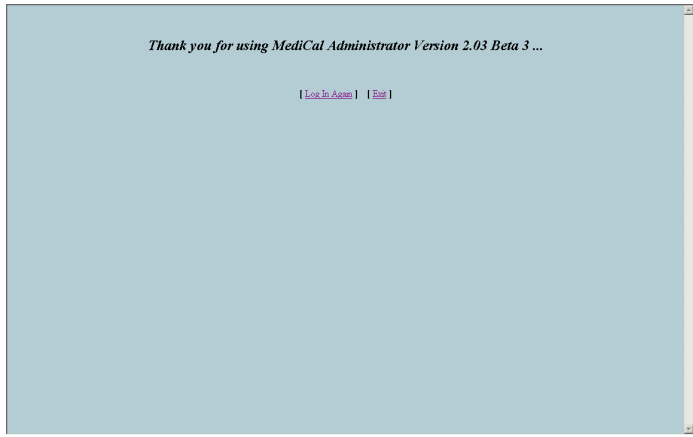 Thank you for using MediCal Administrator Version 2.03 Beta 3 ...
[ Log In Again ] [ Exit ]